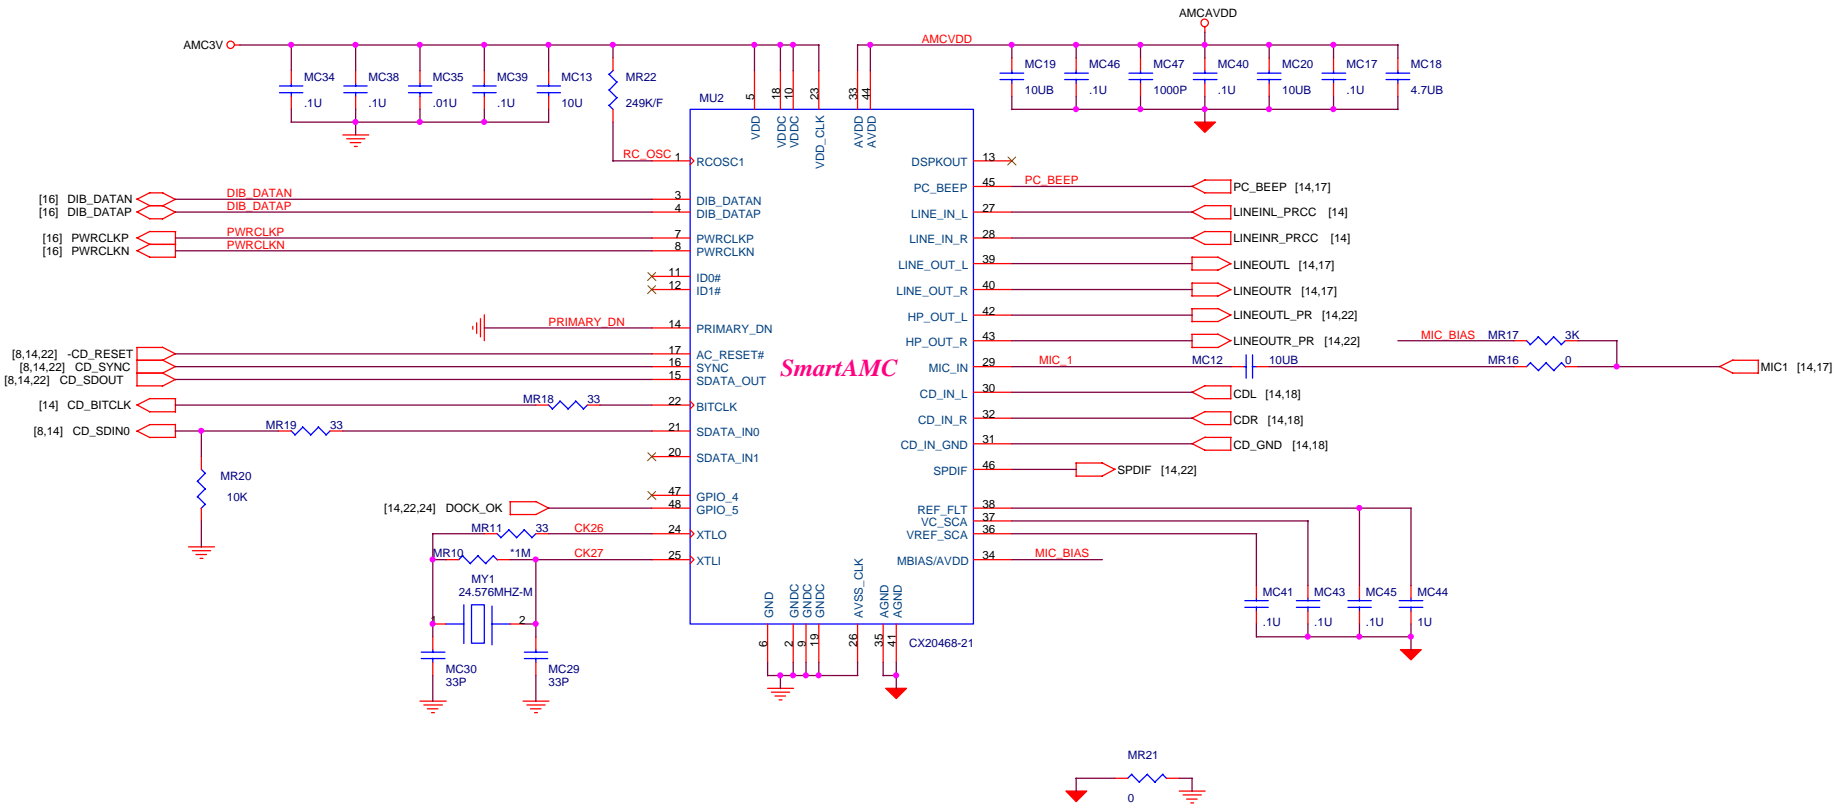 AMCAVDD
AMC3V
AMCVDD
MC34 .1U
MC38 .1U
MC35 .01U
MC39 .1U
MC13 10U
MR22 249K/F
MC19 10UB
MC46 .1U
MC47 1000P
MC40 .1U
MC20 10UB
MC17 .1U
MC18 4.7UB
MU2
5 VDD
18 VDDC
10 VDDC
23 VDD_CLK
33 AVDD
44 AVDD
RC_OSC 1 RCOSC1
[16] DIB_DATAN DIB_DATAN 3 DIB_DATAN
[16] DIB_DATAP DIB_DATAP 4 DIB_DATAP
[16] PWRCLKP PWRCLKP 7 PWRCLKP
[16] PWRCLKN PWRCLKN 8 PWRCLKN
11 ID0#
12 ID1#
PRIMARY_DN 14 PRIMARY_DN
[8,14,22] -CD_RESET 17 AC_RESET#
[8,14,22] CD_SYNC 16 SYNC
[8,14,22] CD_SDOUT 15 SDATA_OUT
[14] CD_BITCLK MR18 33 22 BITCLK
[8,14] CD_SDIN0 MR19 33 21 SDATA_IN0
20 SDATA_IN1
MR20
10K
47 GPIO_4
[14,22,24] DOCK_OK 48 GPIO_5
MR11 33 CK26 24 XTLO
MR10 *1M CK27 25 XTLI
MY1
24.576MHZ-M
1 2
MC30
33P
MC29
33P
SmartAMC
DSPKOUT 13
PC_BEEP 45 PC_BEEP PC_BEEP [14,17]
LINE_IN_L 27 LINEINL_PRCC [14]
LINE_IN_R 28 LINEINR_PRCC [14]
LINE_OUT_L 39 LINEOUTL [14,17]
LINE_OUT_R 40 LINEOUTR [14,17]
HP_OUT_L 42 LINEOUTL_PR [14,22]
HP_OUT_R 43 LINEOUTR_PR [14,22]
MIC_BIAS MR17 3K
MIC_IN 29 MIC_1 MC12 10UB MR16 0 MIC1 [14,17]
CD_IN_L 30 CDL [14,18]
CD_IN_R 32 CDR [14,18]
CD_IN_GND 31 CD_GND [14,18]
SPDIF 46 SPDIF [14,22]
REF_FLT 38
VC_SCA 37
VREF_SCA 36
MBIAS/AVDD 34 MIC_BIAS
MC41 .1U
MC43 .1U
MC45 .1U
MC44 1U
GND 6
GNDC 2
GNDC 9
GNDC 19
AVSS_CLK 26
AGND 35
AGND 41
CX20468-21
MR21
0